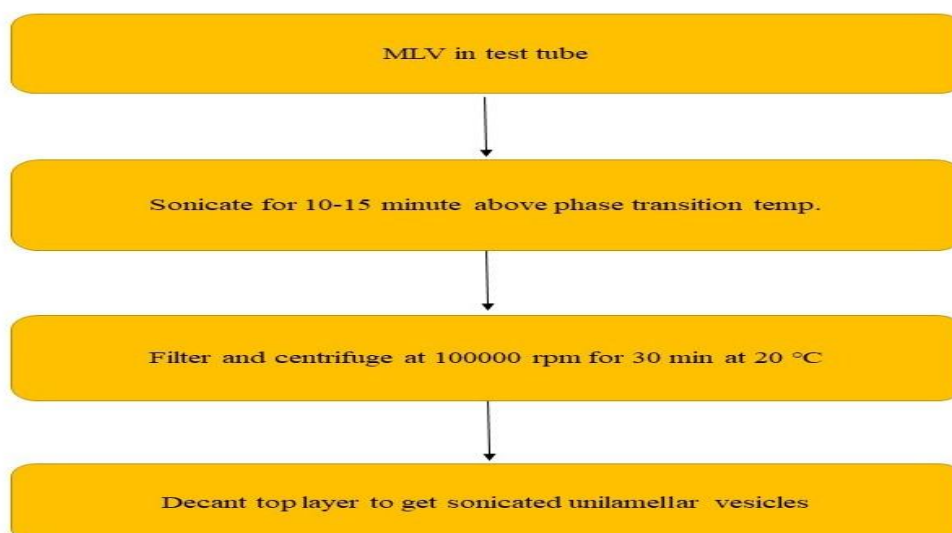 MLV in test tube
Sonicate for 10-15 minute above phase transition temp.
Filter and centrifuge at 100000 rpm for 30 min at 20 °C
Decant top layer to get sonicated unilamellar vesicles